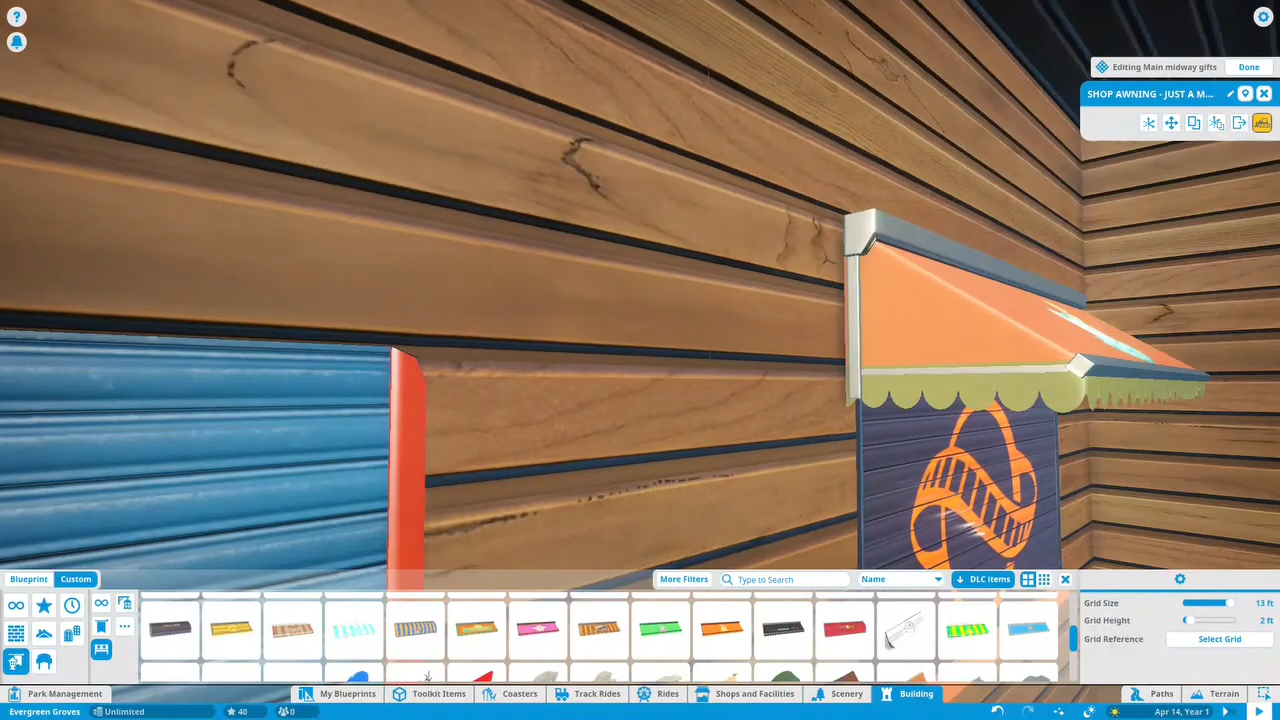 Editing Main midway gifts Done
SHOP AWNING - JUST A M...
Blueprint Custom More Filters Type to Search Name DLC items
Grid Size 13 ft
Grid Height 2 ft
Grid Reference Select Grid
Park Management My Blueprints Toolkit Items Coasters Track Rides Rides Shops and Facilities Scenery Building Paths Terrain
Evergreen Groves Unlimited 40 0 Apr 14, Year 1